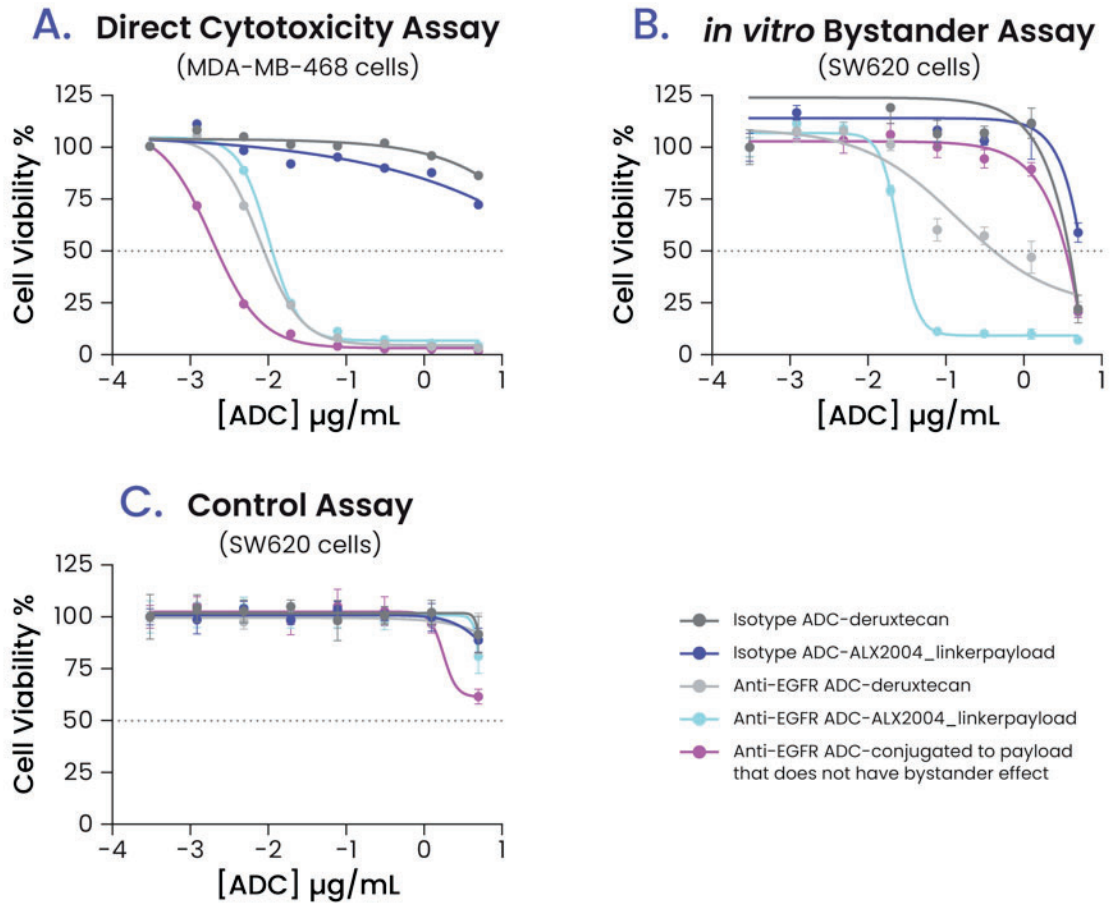 A. Direct Cytotoxicity Assay
(MDA-MB-468 cells)
125
100
75
50
25
0
Cell Viability %
−4 −3 −2 −1 0 1
[ADC] µg/mL
B. in vitro Bystander Assay
(SW620 cells)
125
100
75
50
25
0
Cell Viability %
−4 −3 −2 −1 0 1
[ADC] µg/mL
C. Control Assay
(SW620 cells)
125
100
75
50
25
0
Cell Viability %
−4 −3 −2 −1 0 1
[ADC] µg/mL
Isotype ADC-deruxtecan
Isotype ADC-ALX2004_linkerpayload
Anti-EGFR ADC-deruxtecan
Anti-EGFR ADC-ALX2004_linkerpayload
Anti-EGFR ADC-conjugated to payload
that does not have bystander effect